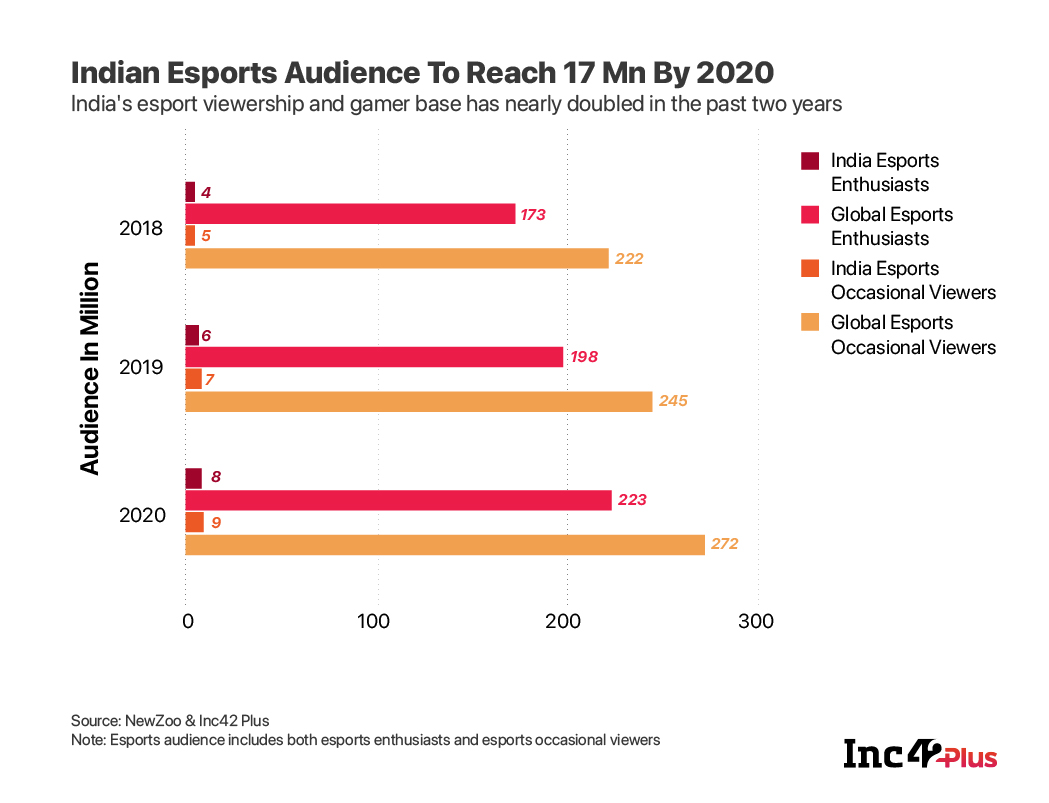 Indian Esports Audience To Reach 17 Mn By 2020
India's esport viewership and gamer base has nearly doubled in the past two years
India Esports
Enthusiasts
Global Esports
Enthusiasts
India Esports
Occasional Viewers
Global Esports
Occasional Viewers
Audience In Million
2018
4
173
5
222
2019
6
198
7
245
2020
8
223
9
272
0 100 200 300
Source: NewZoo & Inc42 Plus
Note: Esports audience includes both esports enthusiasts and esports occasional viewers
Inc42 Plus